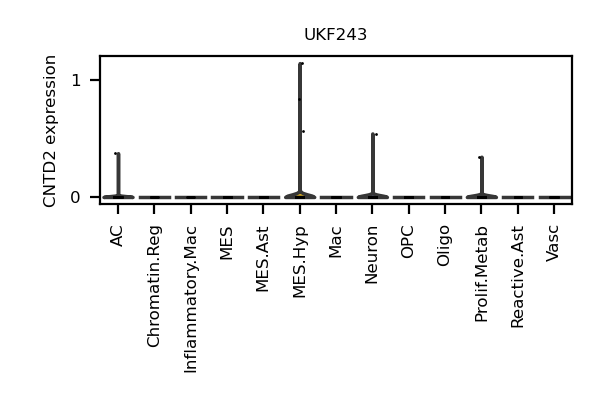 UKF243
CNTD2 expression
1
0
AC
Chromatin.Reg
Inflammatory.Mac
MES
MES.Ast
MES.Hyp
Mac
Neuron
OPC
Oligo
Prolif.Metab
Reactive.Ast
Vasc